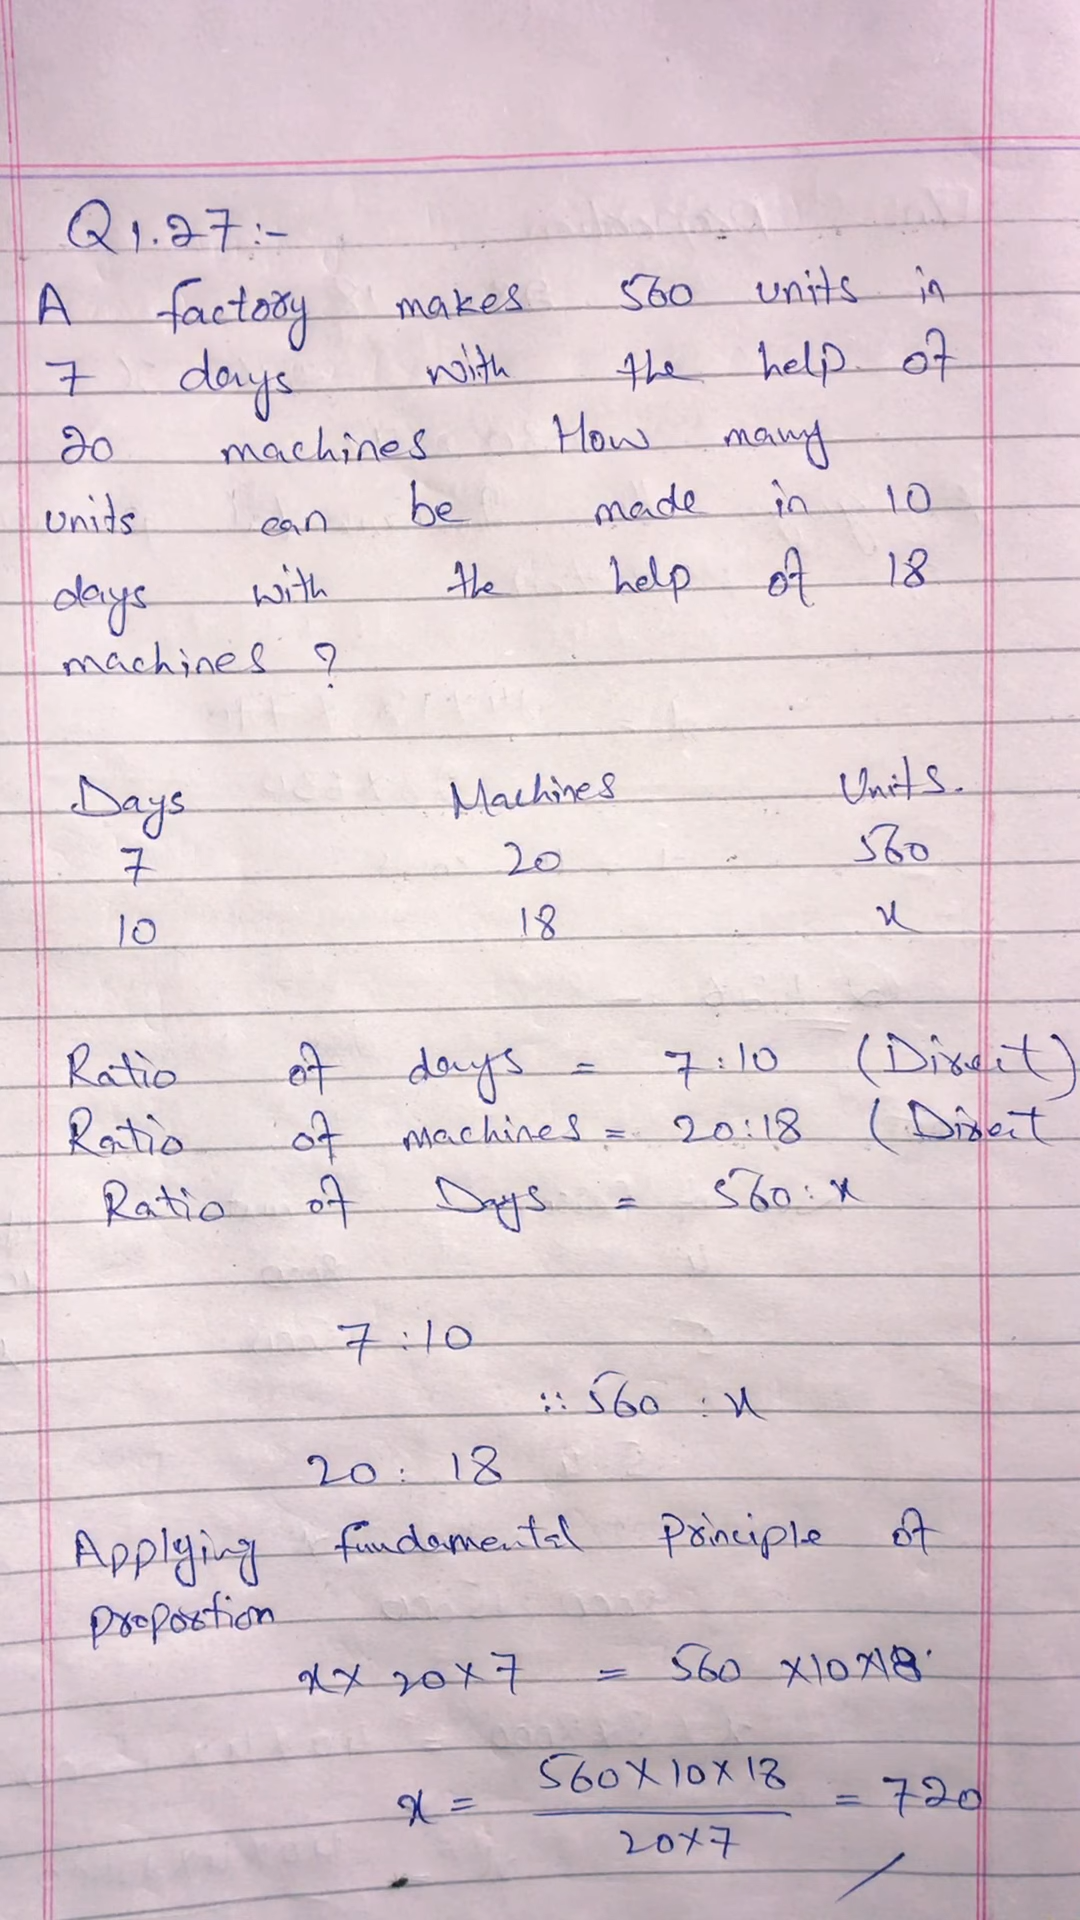 Q1.27:-
A factory makes 560 units in
7 days with the help of
20 machines How many
units can be made in 10
days with the help of 18
machines ?
Days Machines Units.
7 20 560
10 18 x
Ratio of days = 7:10 (Direct)
Ratio of machines = 20:18 (Direct
Ratio of Days = 560:x
7:10
:: 560 : x
20: 18
Applying fundamental Principle of
proportion
x × 20 × 7 = 560 ×10×18
x = 560 × 10 × 18 = 720
20×7